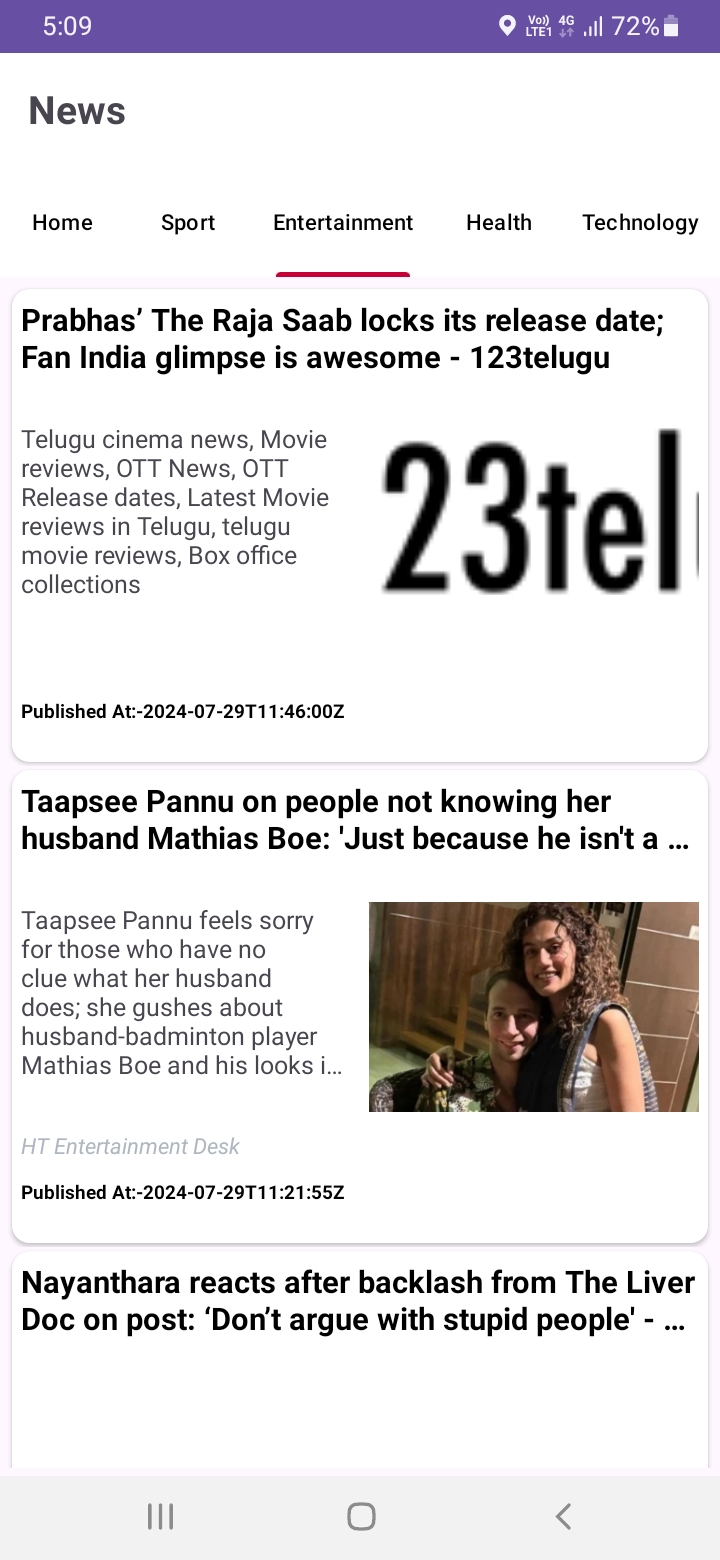 5:09
Vo)) 4G
LTE1
72%
News
Home Sport Entertainment Health Technology
Prabhas’ The Raja Saab locks its release date;
Fan India glimpse is awesome - 123telugu
Telugu cinema news, Movie
reviews, OTT News, OTT
Release dates, Latest Movie
reviews in Telugu, telugu
movie reviews, Box office
collections
23tel
Published At:-2024-07-29T11:46:00Z
Taapsee Pannu on people not knowing her
husband Mathias Boe: 'Just because he isn't a ...
Taapsee Pannu feels sorry
for those who have no
clue what her husband
does; she gushes about
husband-badminton player
Mathias Boe and his looks i...
HT Entertainment Desk
Published At:-2024-07-29T11:21:55Z
Nayanthara reacts after backlash from The Liver
Doc on post: ‘Don’t argue with stupid people' - ...